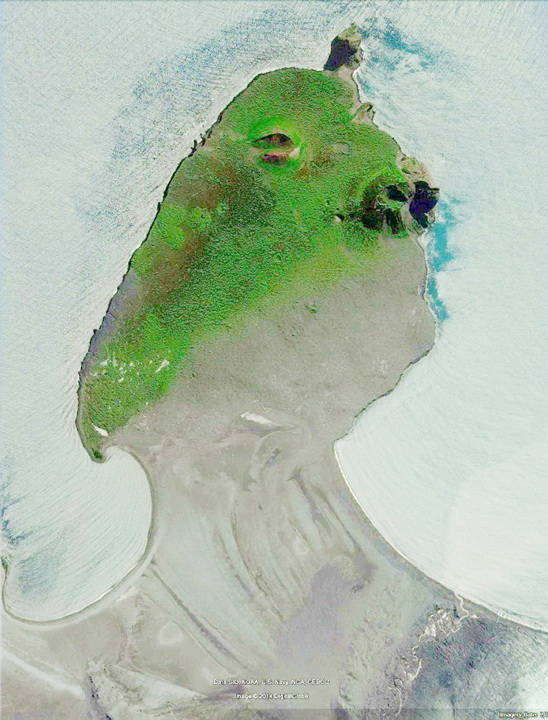 Data SIO, NOAA, U.S. Navy, NGA, GEBCO
Image © 2014 DigitalGlobe
Imagery Date: